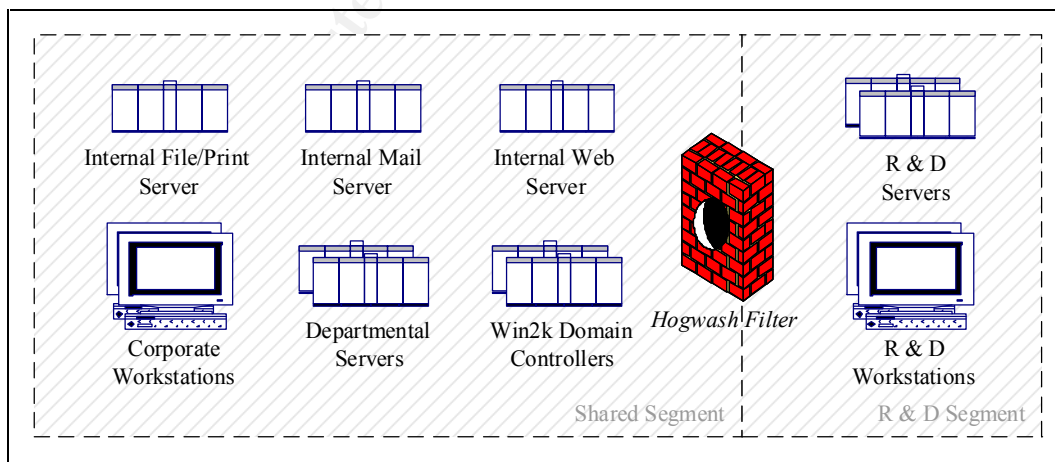 Internal File/Print
Server
Internal Mail
Server
Internal Web
Server
R & D
Servers
Corporate
Workstations
Departmental
Servers
Win2k Domain
Controllers
Hogwash Filter
R & D
Workstations
Shared Segment
R & D Segment